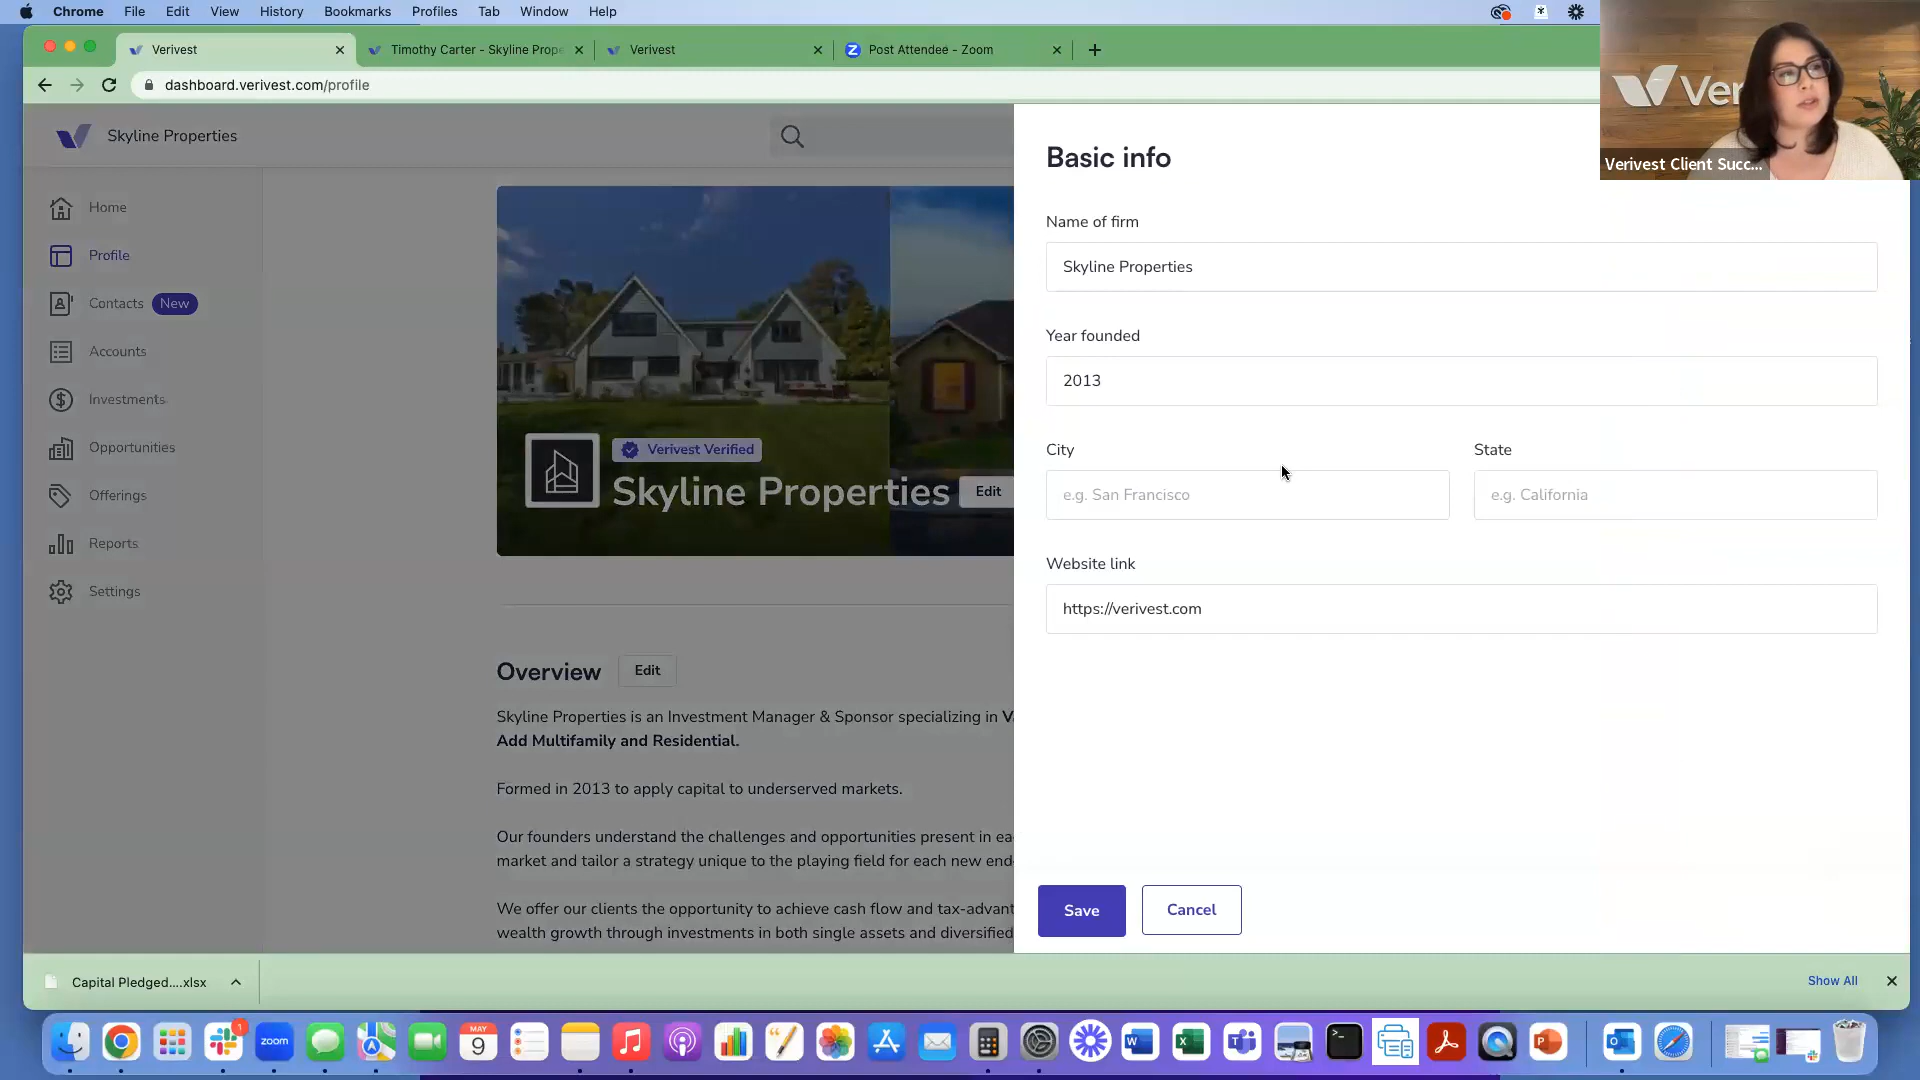 Chrome File Edit View History Bookmarks Profiles Tab Window Help
Verivest
Timothy Carter - Skyline Prope
Verivest
Post Attendee - Zoom
dashboard.verivest.com/profile
Skyline Properties
Home
Profile
Contacts New
Accounts
Investments
Opportunities
Offerings
Reports
Settings
Verivest Verified
Skyline Properties Edit
Overview Edit
Skyline Properties is an Investment Manager & Sponsor specializing in
Add Multifamily and Residential.
Formed in 2013 to apply capital to underserved markets.
Our founders understand the challenges and opportunities present in
market and tailor a strategy unique to the playing field for each new
We offer our clients the opportunity to achieve cash flow and
wealth growth through investments in both single assets and diversified
Basic info
Name of firm
Skyline Properties
Year founded
2013
City State
e.g. San Francisco e.g. California
Website link
https://verivest.com
Save Cancel
Verivest Client Succ...
Capital Pledged....xlsx
Show All
1
zoom
MAY
9